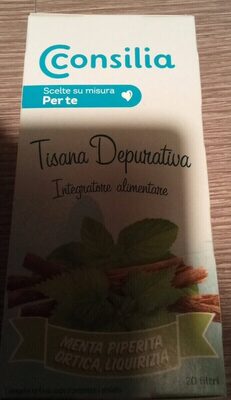 Consilia
Scelte su misura
Per te
Tisana Depurativa
Integratore alimentare
MENTA PIPERITA
ORTICA, LIQUIRIZIA
20 filtri